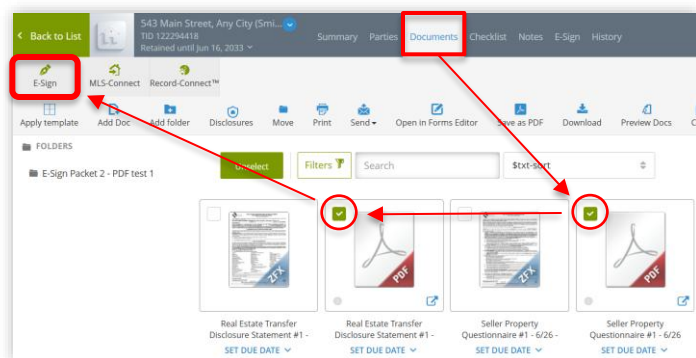 543 Main Street, Any City (Smi...
Back to List
TID 122294418
Retained until Jun 16, 2033
Summary Parties Documents Checklist Notes E-Sign History
E-Sign MLS-Connect Record-Connect™
Apply template Add Doc Add folder Disclosures Move Print Send Open in Forms Editor Save as PDF Download Preview Docs
FOLDERS
E-Sign Packet 2 - PDF test 1
Unselect Filters Search $txt-sort
ZFX PDF ZFX PDF
Real Estate Transfer Real Estate Transfer Seller Property Seller Property
Disclosure Statement #1 - Disclosure Statement #1 - Questionnaire #1 - 6/26 - Questionnaire #1 - 6/26
SET DUE DATE SET DUE DATE SET DUE DATE SET DUE DATE